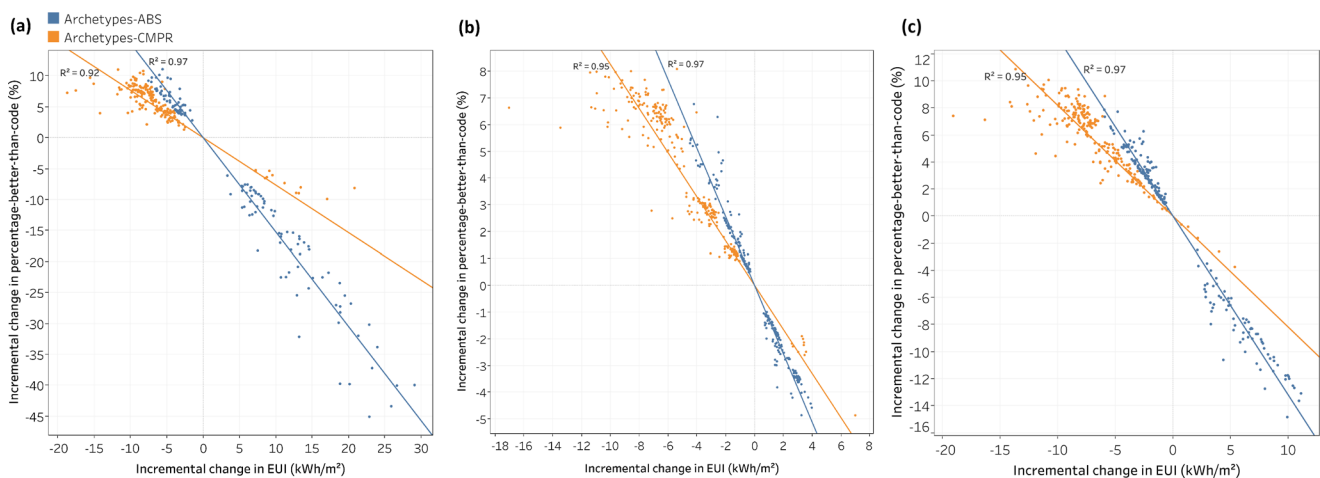 (a)
Archetypes-ABS
Archetypes-CMPR
R² = 0.97
R² = 0.92
10
5
0
-5
-10
-15
-20
-25
-30
-35
-40
-45
Incremental change in percentage-better-than-code (%)
-20 -15 -10 -5 0 5 10 15 20 25 30
Incremental change in EUI (kWh/m²)
(b)
R² = 0.95
R² = 0.97
8
7
6
5
4
3
2
1
0
-1
-2
-3
-4
-5
Incremental change in percentage-better-than-code (%)
-18 -16 -14 -12 -10 -8 -6 -4 -2 0 2 4 6 8
Incremental change in EUI (kWh/m²)
(c)
R² = 0.97
R² = 0.95
12
10
8
6
4
2
0
-2
-4
-6
-8
-10
-12
-14
-16
Incremental change in percentage-better-than-code (%)
-20 -15 -10 -5 0 5 10
Incremental change in EUI (kWh/m²)